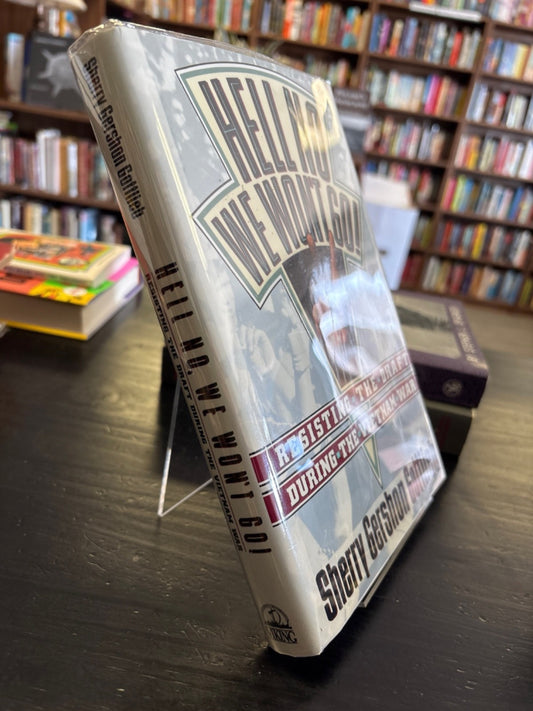 Sherry Gershon Gottlieb
HELL NO, WE WON'T GO!
RESISTING THE DRAFT DURING THE VIETNAM WAR
VIKING
HELL NO
WE WON'T GO!
RESISTING THE DRAFT
DURING THE VIETNAM WAR
Sherry Gershon